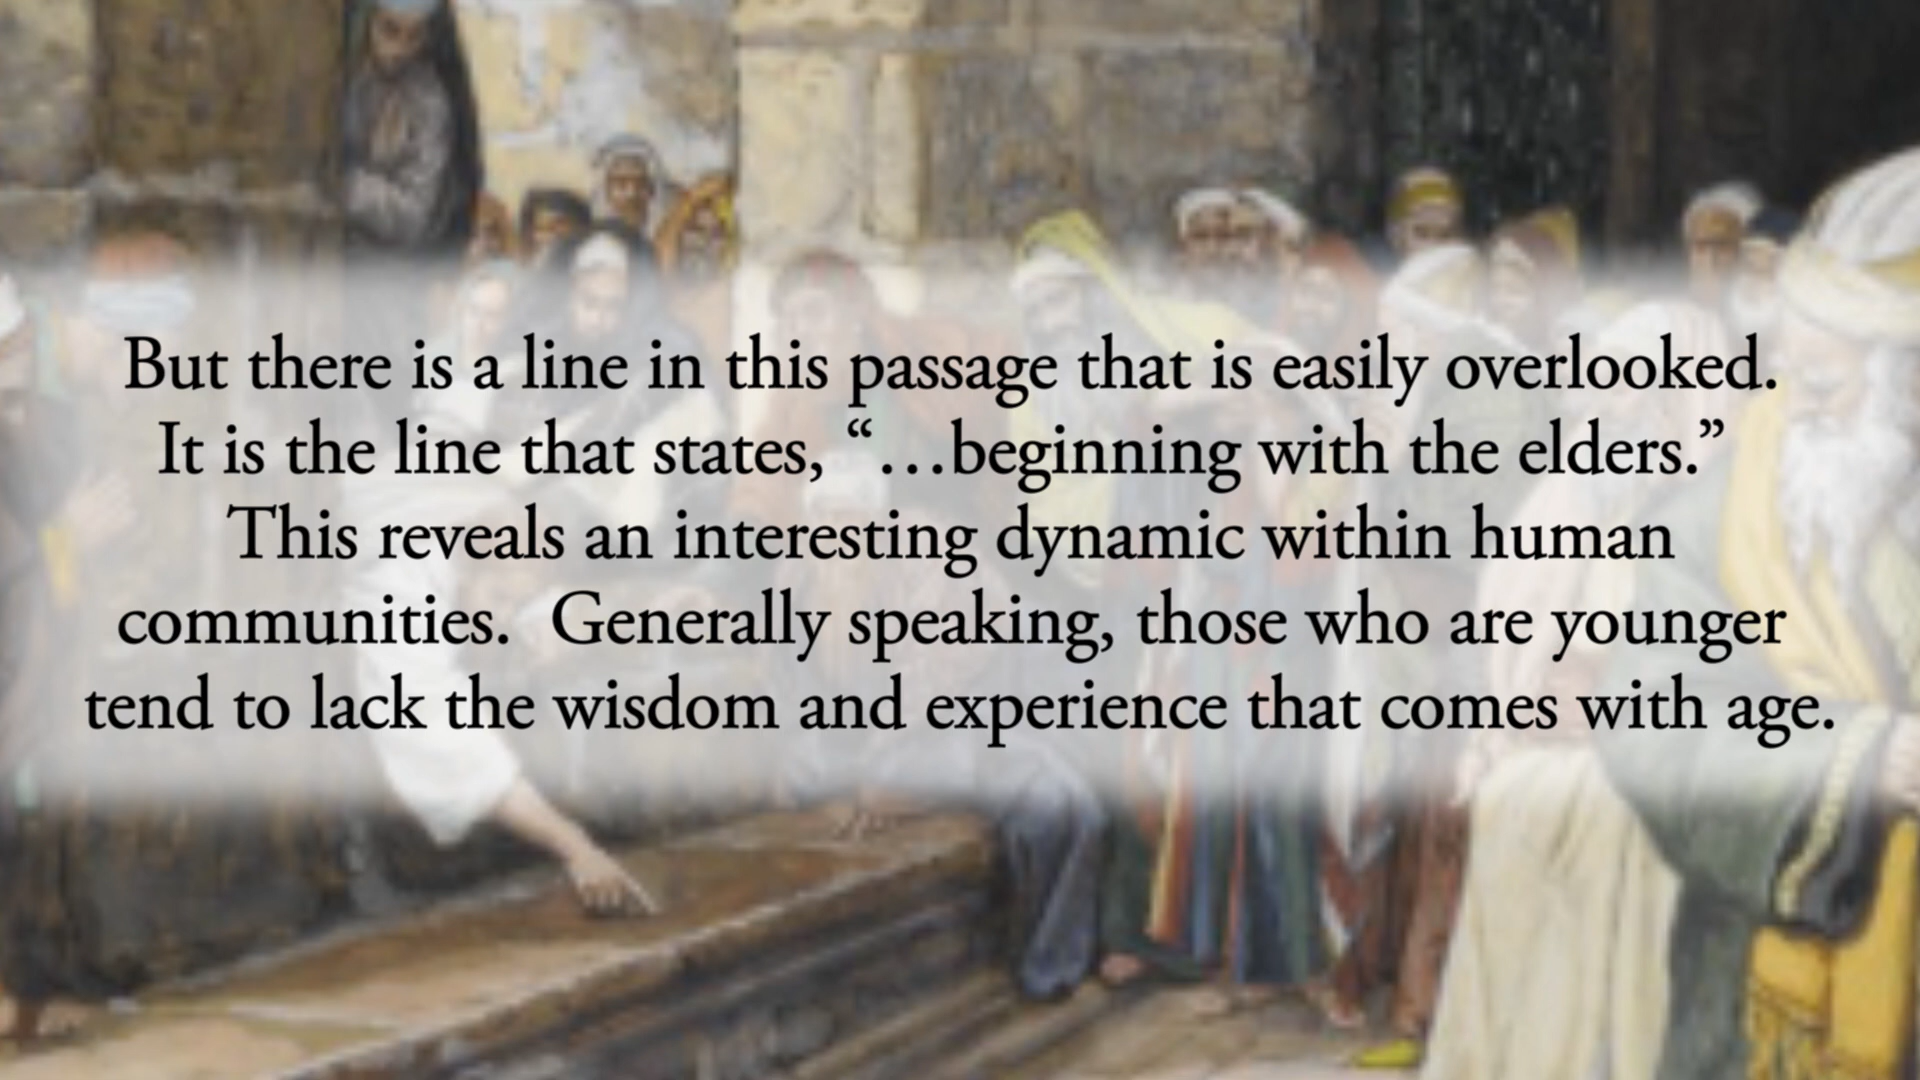 But there is a line in this passage that is easily overlooked.
It is the line that states, “…beginning with the elders.”
This reveals an interesting dynamic within human
communities.  Generally speaking, those who are younger
tend to lack the wisdom and experience that comes with age.